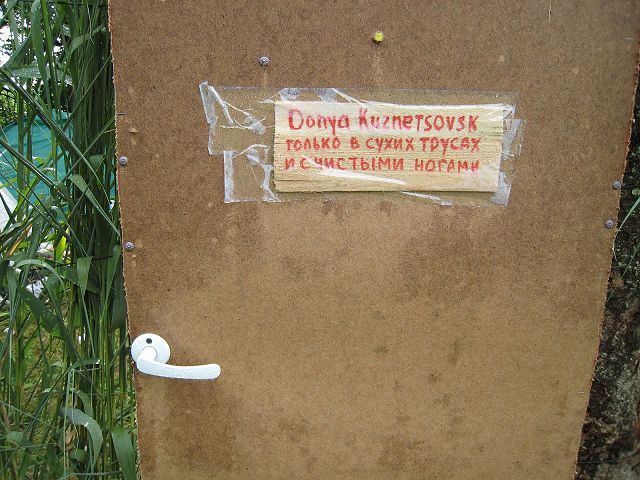 Donya Kuznetsovsk
только в сухих трусах
и с чистыми ногами